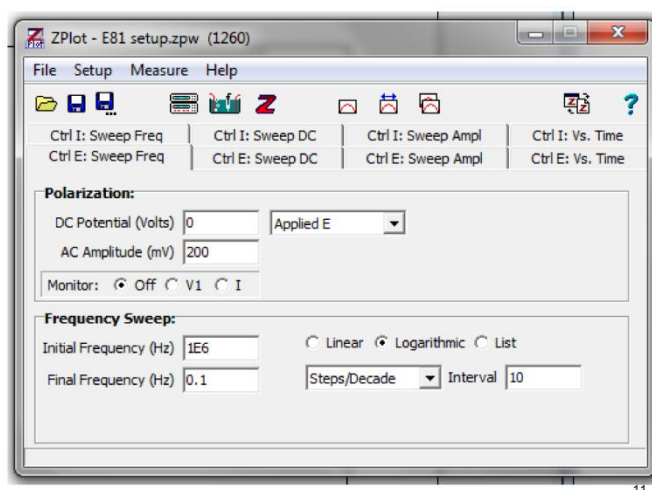 ZPlot - E81 setup.zpw (1260)
File Setup Measure Help
Ctrl I: Sweep Freq Ctrl I: Sweep DC Ctrl I: Sweep Ampl Ctrl I: Vs. Time
Ctrl E: Sweep Freq Ctrl E: Sweep DC Ctrl E: Sweep Ampl Ctrl E: Vs. Time
Polarization:
DC Potential (Volts) 0 Applied E
AC Amplitude (mV) 200
Monitor: Off V1 I
Frequency Sweep:
Initial Frequency (Hz) 1E6 Linear Logarithmic List
Final Frequency (Hz) 0.1 Steps/Decade Interval 10
11